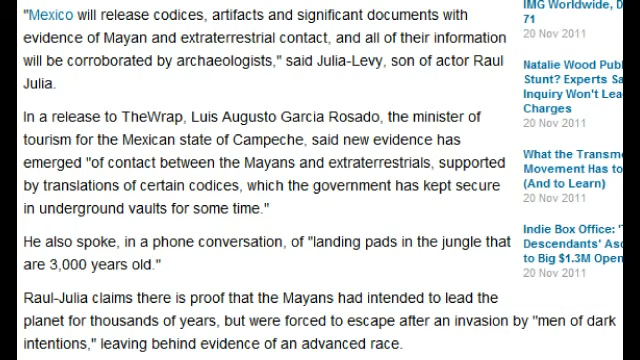 "Mexico will release codices, artifacts and significant documents with
evidence of Mayan and extraterrestrial contact, and all of their information
will be corroborated by archaeologists," said Julia-Levy, son of actor Raul
Julia.
In a release to TheWrap, Luis Augusto Garcia Rosado, the minister of
tourism for the Mexican state of Campeche, said new evidence has
emerged "of contact between the Mayans and extraterrestrials, supported
by translations of certain codices, which the government has kept secure
in underground vaults for some time."
He also spoke, in a phone conversation, of "landing pads in the jungle that
are 3,000 years old."
Raul-Julia claims there is proof that the Mayans had intended to lead the
planet for thousands of years, but were forced to escape after an invasion by "men of dark
intentions," leaving behind evidence of an advanced race.
IMG Worldwide, D
71
20 Nov 2011
Natalie Wood Publ
Stunt? Experts Sa
Inquiry Won't Lea
Charges
20 Nov 2011
What the Transm
Movement Has to
(And to Learn)
20 Nov 2011
Indie Box Office: 'T
Descendants' Asc
to Big $1.3M Open
20 Nov 2011